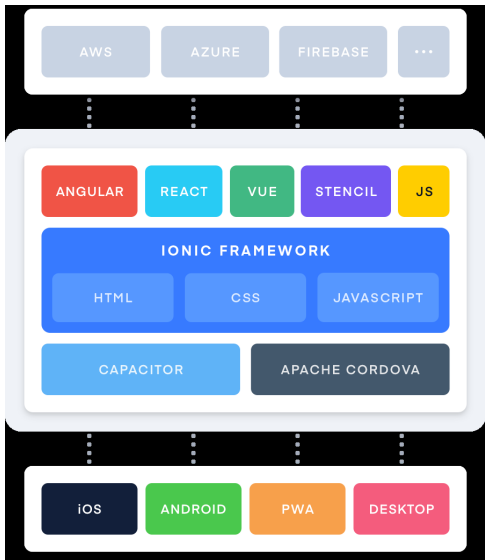 AWS AZURE FIREBASE ...
ANGULAR REACT VUE STENCIL JS
IONIC FRAMEWORK
HTML CSS JAVASCRIPT
CAPACITOR APACHE CORDOVA
iOS ANDROID PWA DESKTOP